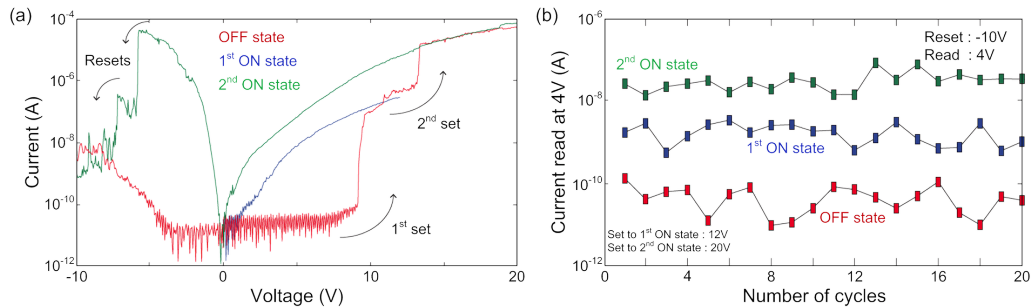 (a)
10^-4
10^-6
10^-8
10^-10
10^-12
Current (A)
-10
-5
0
5
10
15
20
Voltage (V)
Resets
OFF state
1st ON state
2nd ON state
2nd set
1st set
(b)
10^-6
10^-8
10^-10
10^-12
Current read at 4V (A)
0
4
8
12
16
20
Number of cycles
Reset : -10V
Read : 4V
2nd ON state
1st ON state
OFF state
Set to 1st ON state : 12V
Set to 2nd ON state : 20V